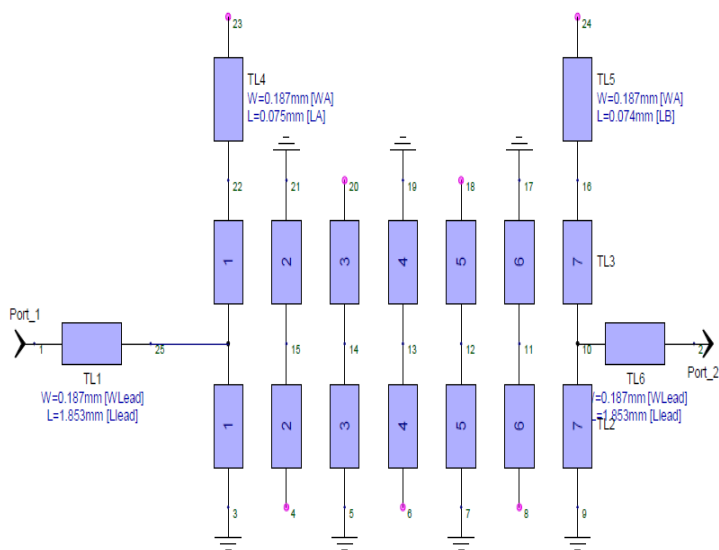 23
24
TL4
W=0.187mm [WA]
L=0.075mm [LA]
TL5
W=0.187mm [WA]
L=0.074mm [LB]
22
21
20
19
18
17
16
1
2
3
4
5
6
7
TL3
Port_1
1
25
15
14
13
12
11
10
2
Port_2
TL1
W=0.187mm [WLead]
L=1.853mm [Llead]
TL6
W=0.187mm [WLead]
L=1.853mm [Llead]
1
2
3
4
5
6
7
TL2
3
4
5
6
7
8
9